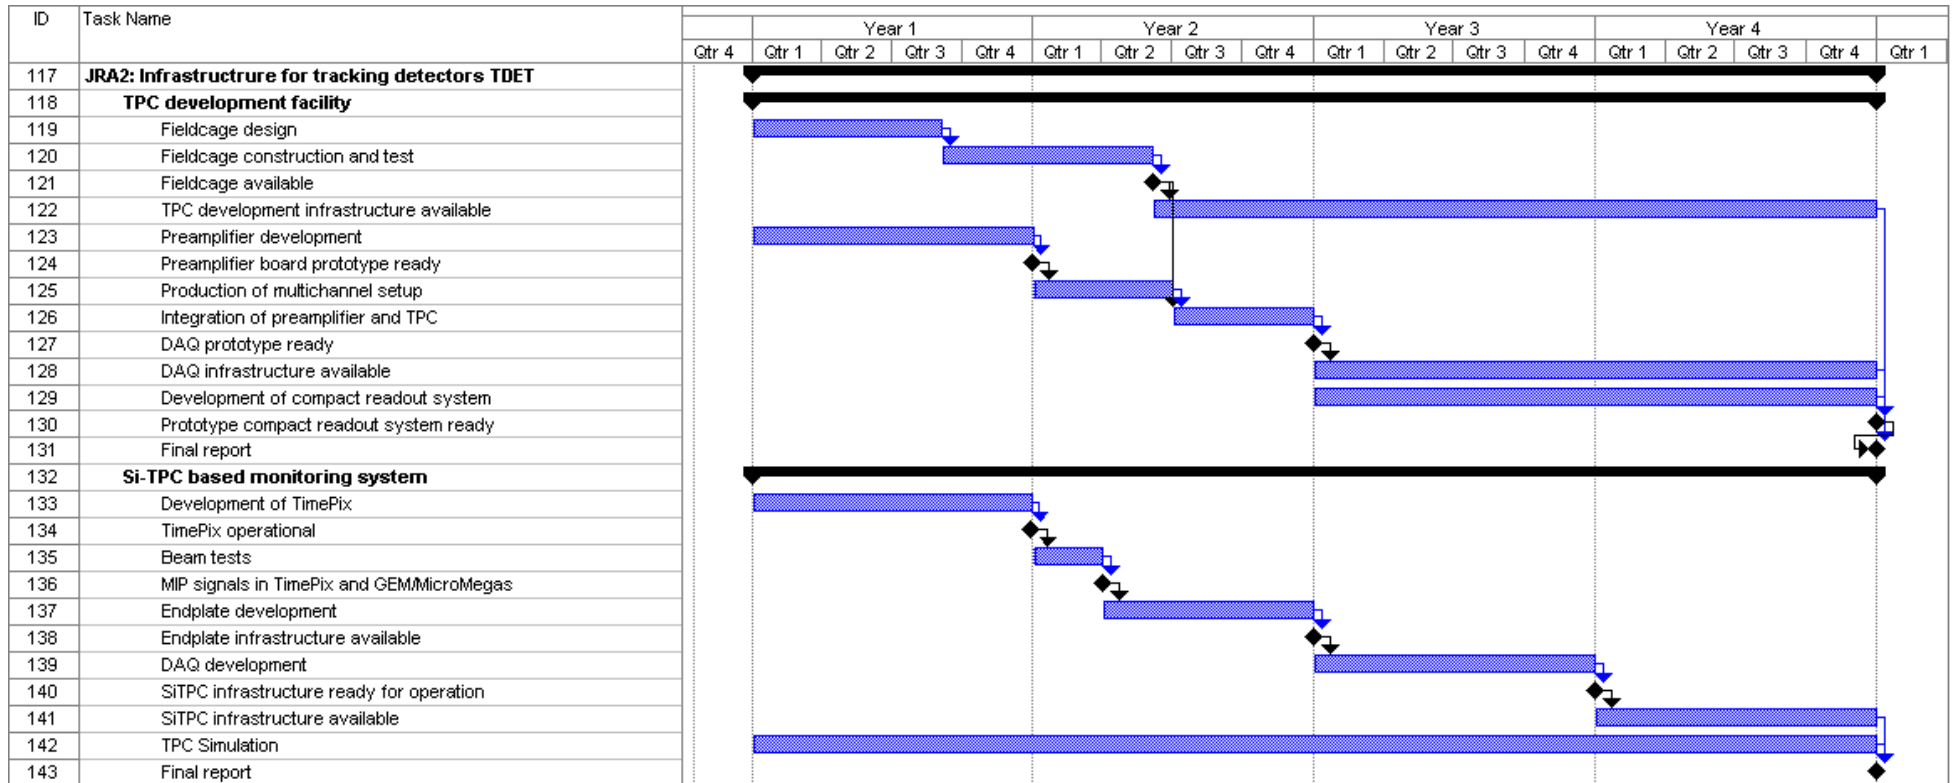 ID Task Name
Year 1 Year 2 Year 3 Year 4
Qtr 4 Qtr 1 Qtr 2 Qtr 3 Qtr 4 Qtr 1 Qtr 2 Qtr 3 Qtr 4 Qtr 1 Qtr 2 Qtr 3 Qtr 4 Qtr 1 Qtr 2 Qtr 3 Qtr 4 Qtr 1
117 JRA2: Infrastructrure for tracking detectors TDET
118 TPC development facility
119 Fieldcage design
120 Fieldcage construction and test
121 Fieldcage available
122 TPC development infrastructure available
123 Preamplifier development
124 Preamplifier board prototype ready
125 Production of multichannel setup
126 Integration of preamplifier and TPC
127 DAQ prototype ready
128 DAQ infrastructure available
129 Development of compact readout system
130 Prototype compact readout system ready
131 Final report
132 Si-TPC based monitoring system
133 Development of TimePix
134 TimePix operational
135 Beam tests
136 MIP signals in TimePix and GEM/MicroMegas
137 Endplate development
138 Endplate infrastructure available
139 DAQ development
140 SiTPC infrastructure ready for operation
141 SiTPC infrastructure available
142 TPC Simulation
143 Final report